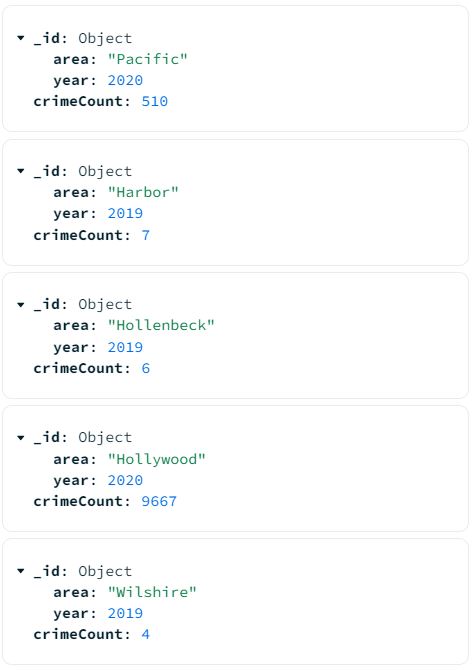 _id: Object
area: "Pacific"
year: 2020
crimeCount: 510
_id: Object
area: "Harbor"
year: 2019
crimeCount: 7
_id: Object
area: "Hollenbeck"
year: 2019
crimeCount: 6
_id: Object
area: "Hollywood"
year: 2020
crimeCount: 9667
_id: Object
area: "Wilshire"
year: 2019
crimeCount: 4